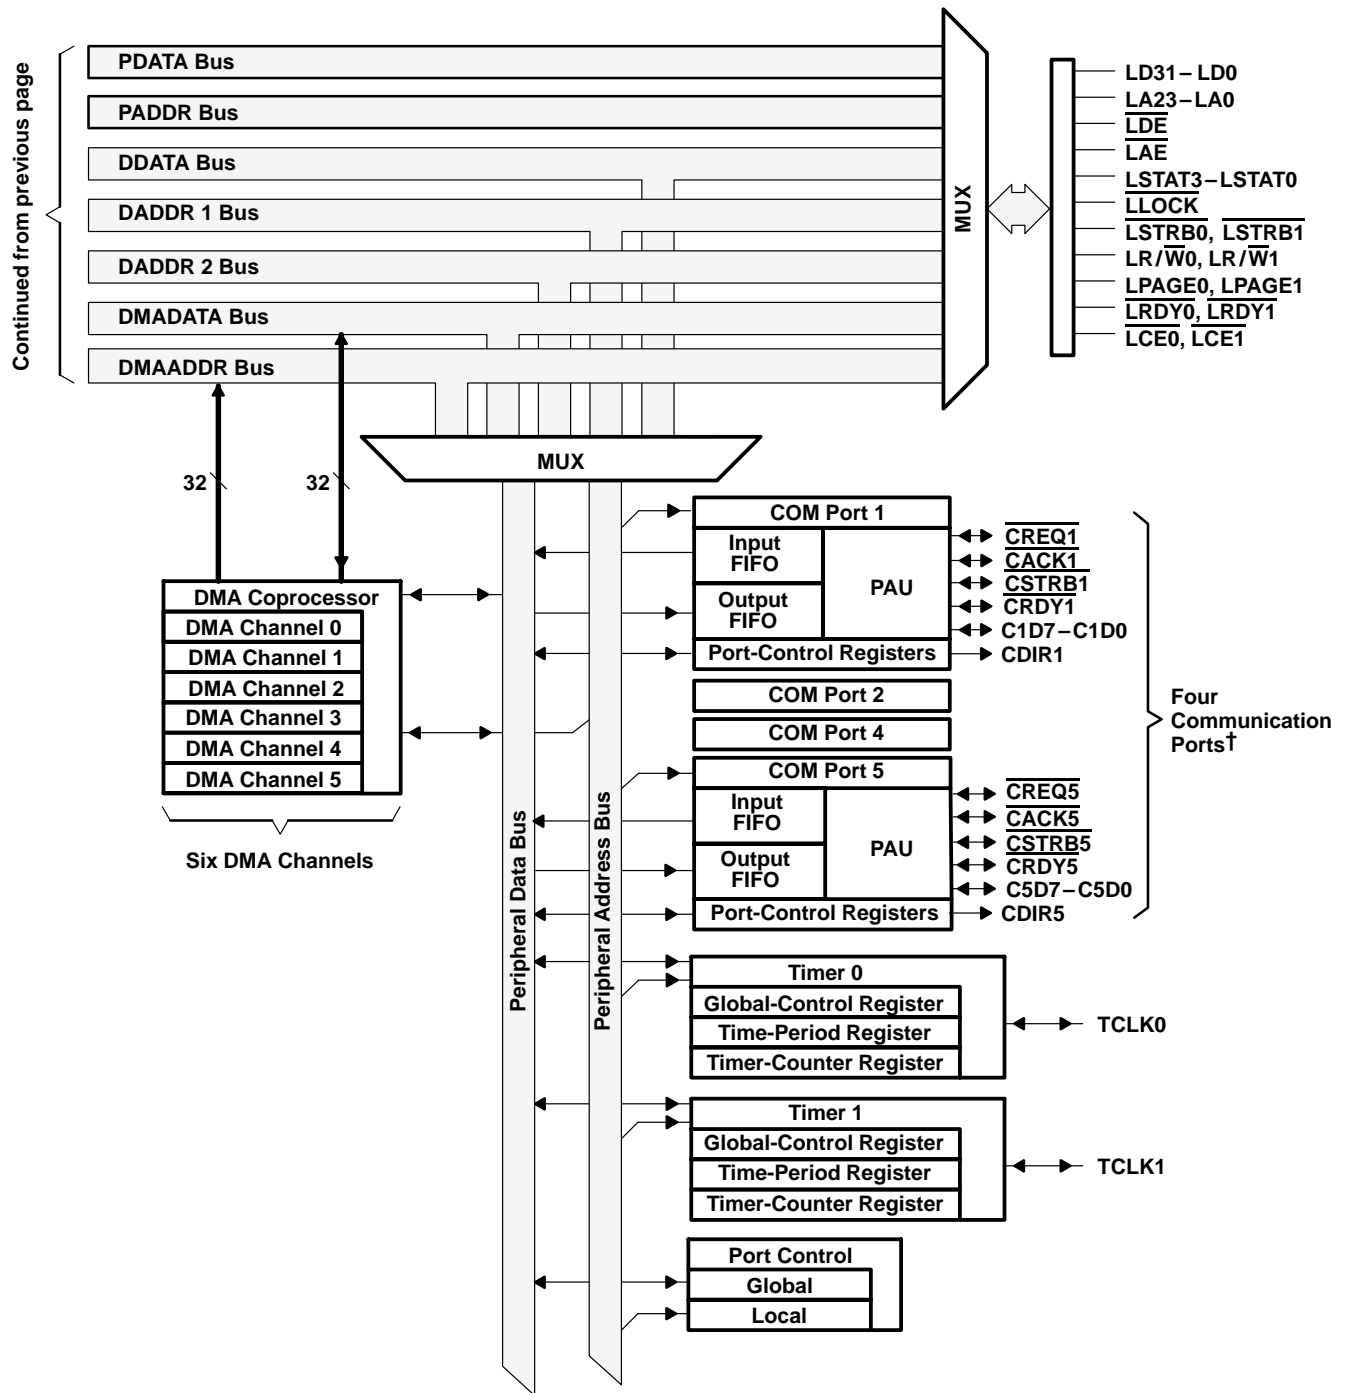 Continued from previous page
PDATA Bus
PADDR Bus
DDATA Bus
DADDR 1 Bus
DADDR 2 Bus
DMADATA Bus
DMAADDR Bus
MUX
LD31–LD0
LA23–LA0
LDE
LAE
LSTAT3–LSTAT0
LLOCK
LSTRB0, LSTRB1
LR/W0, LR/W1
LPAGE0, LPAGE1
LRDY0, LRDY1
LCE0, LCE1
MUX
32
32
DMA Coprocessor
DMA Channel 0
DMA Channel 1
DMA Channel 2
DMA Channel 3
DMA Channel 4
DMA Channel 5
Six DMA Channels
Peripheral Data Bus
Peripheral Address Bus
COM Port 1
Input
FIFO
Output
FIFO
PAU
Port-Control Registers
CREQ1
CACK1
CSTRB1
CRDY1
C1D7–C1D0
CDIR1
COM Port 2
COM Port 4
COM Port 5
Input
FIFO
Output
FIFO
PAU
Port-Control Registers
CREQ5
CACK5
CSTRB5
CRDY5
C5D7–C5D0
CDIR5
Four
Communication
Ports†
Timer 0
Global-Control Register
Time-Period Register
Timer-Counter Register
TCLK0
Timer 1
Global-Control Register
Time-Period Register
Timer-Counter Register
TCLK1
Port Control
Global
Local